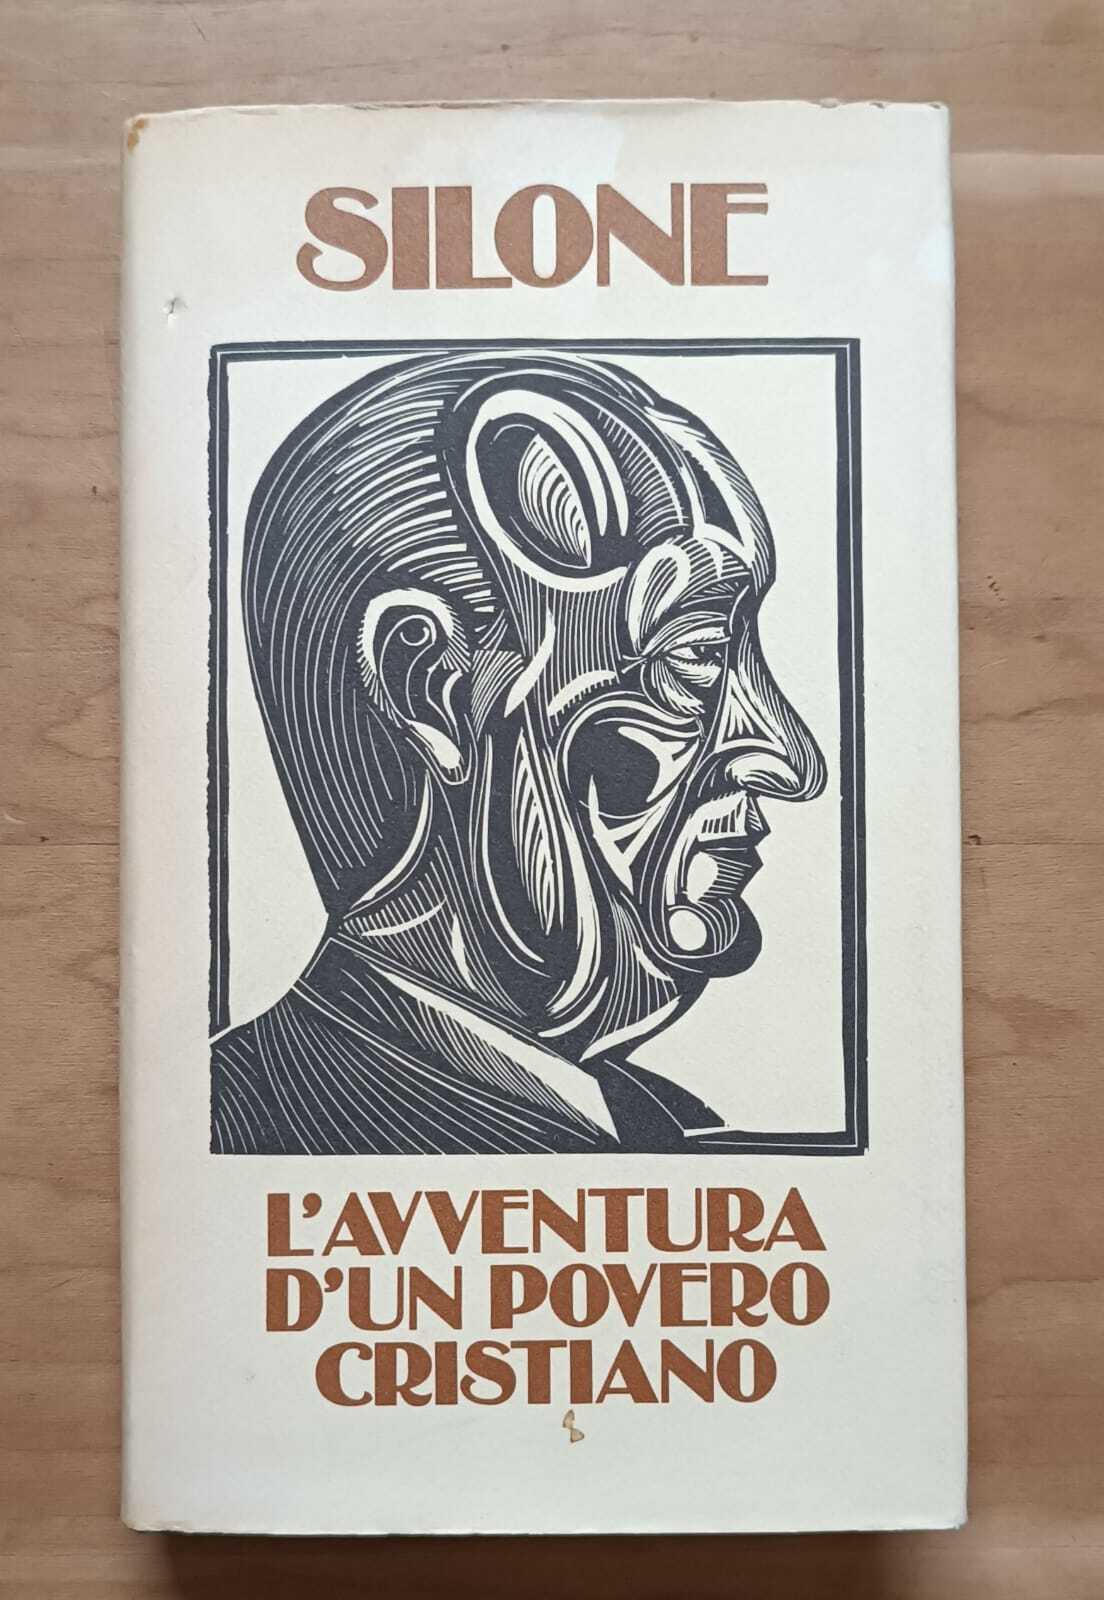 SILONE
L'AVVENTURA
D'UN POVERO
CRISTIANO